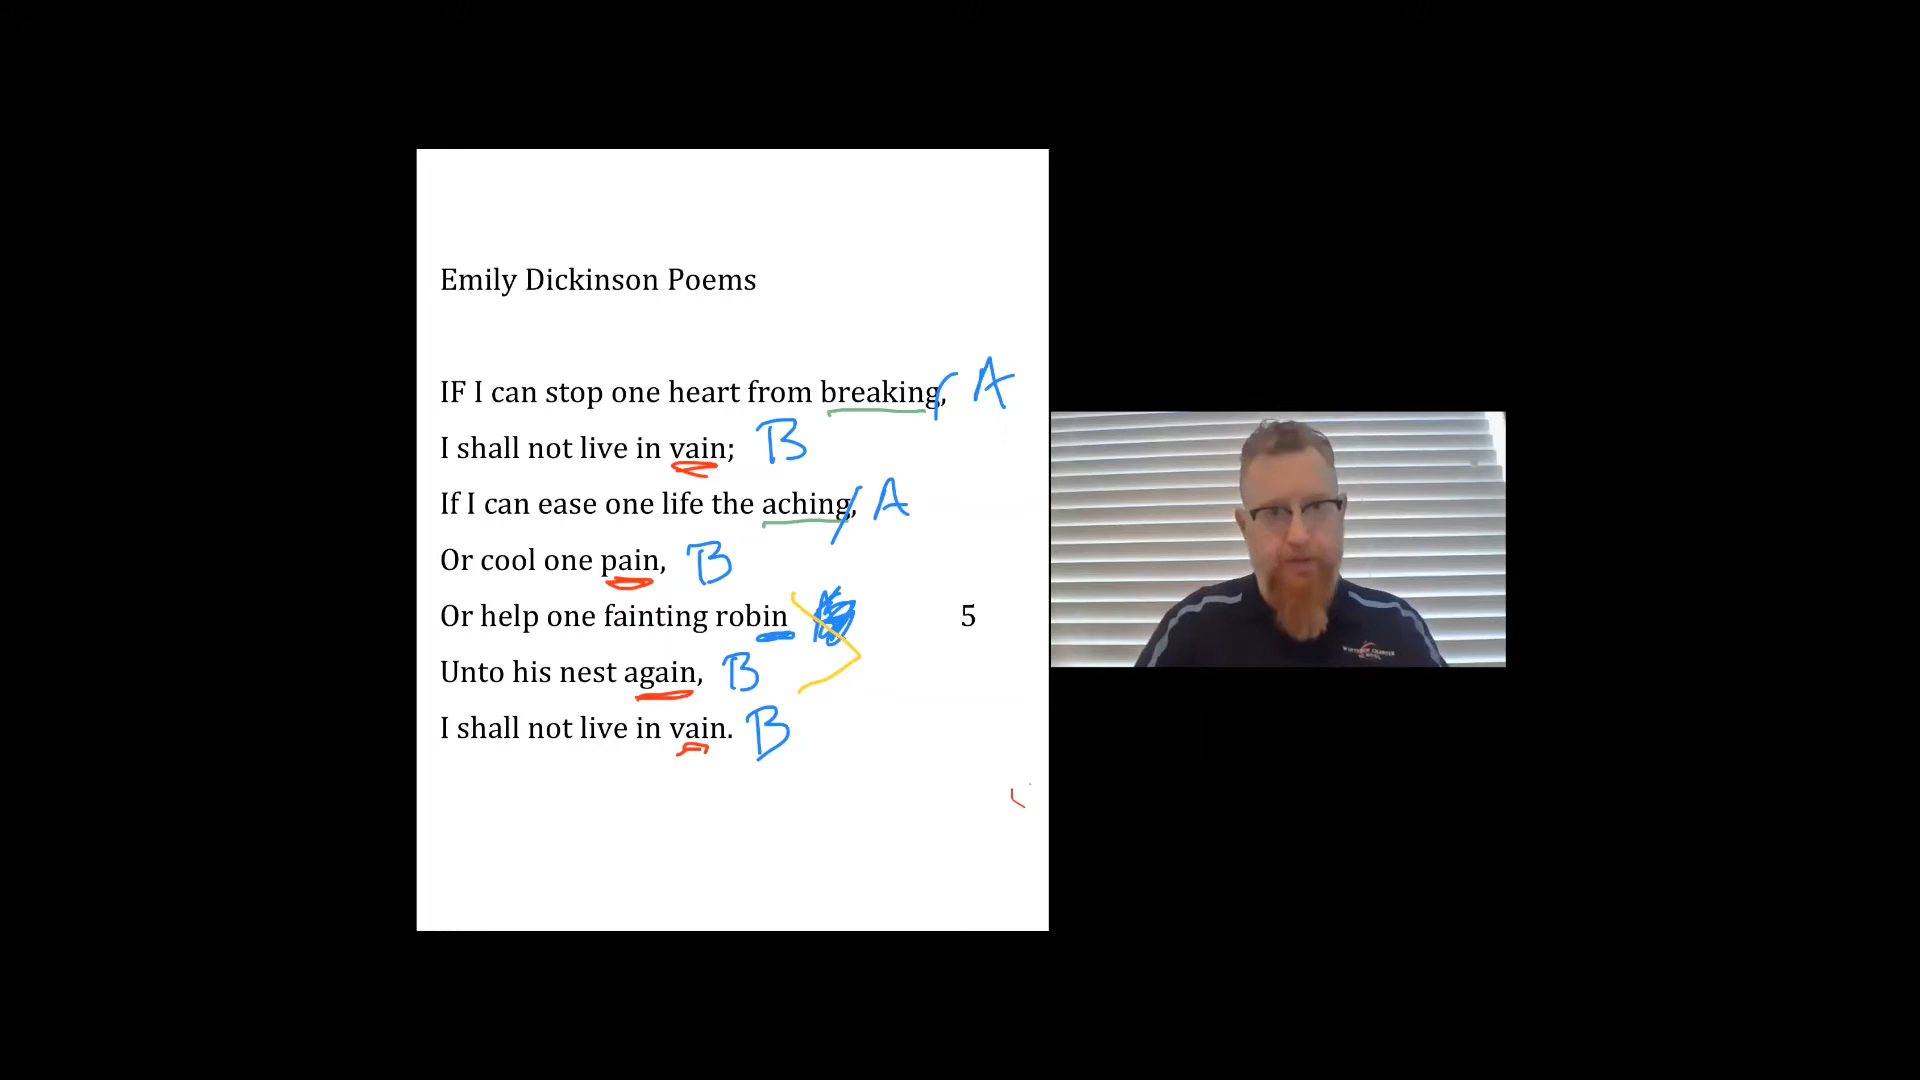 Emily Dickinson Poems
IF I can stop one heart from breaking, A
I shall not live in vain; B
If I can ease one life the aching, A
Or cool one pain, B
Or help one fainting robin 5
Unto his nest again, B
I shall not live in vain. B